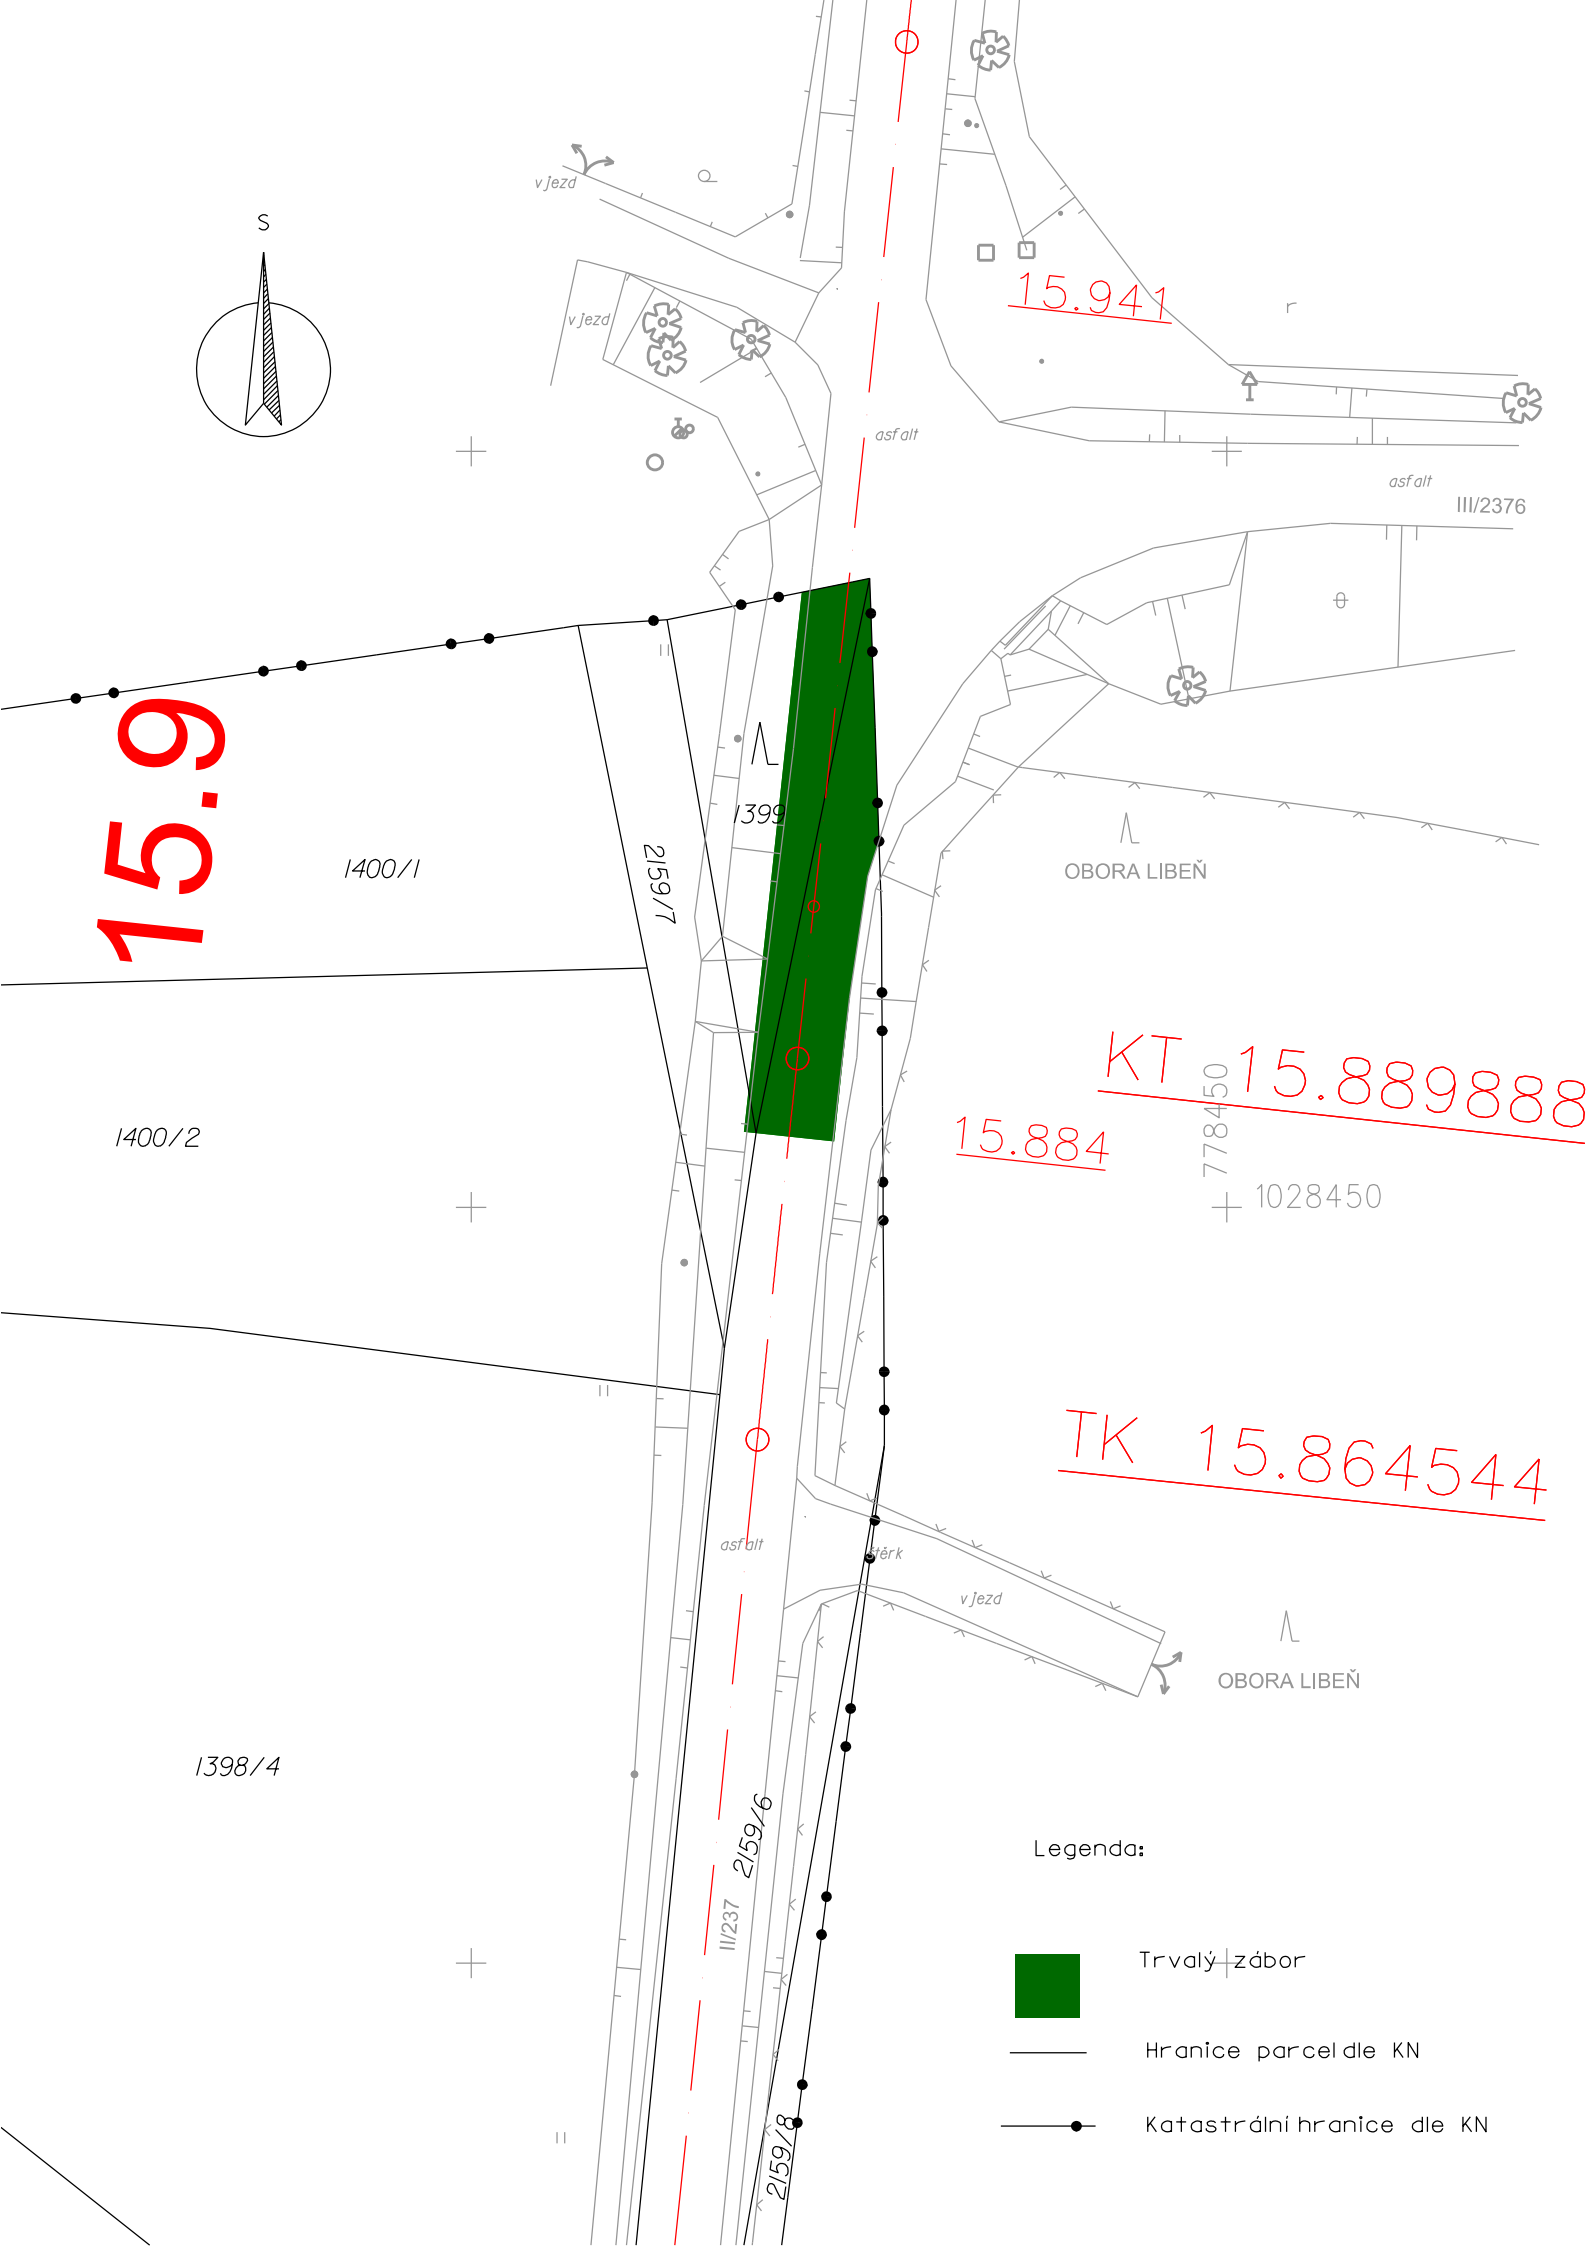 vjezd
S
15.941
vjezd
r
asfalt
asfalt
III/2376
15.9
1399
1400/1
2159/7
OBORA LIBEŇ
KT 15.889888
778450
15.884
1400/2
1028450
TK 15.864544
asfalt
štěrk
vjezd
OBORA LIBEŇ
1398/4
2159/6
Legenda:
II/237
Trvalý zábor
Hranice parcel dle KN
Katastrální hranice dle KN
2159/8